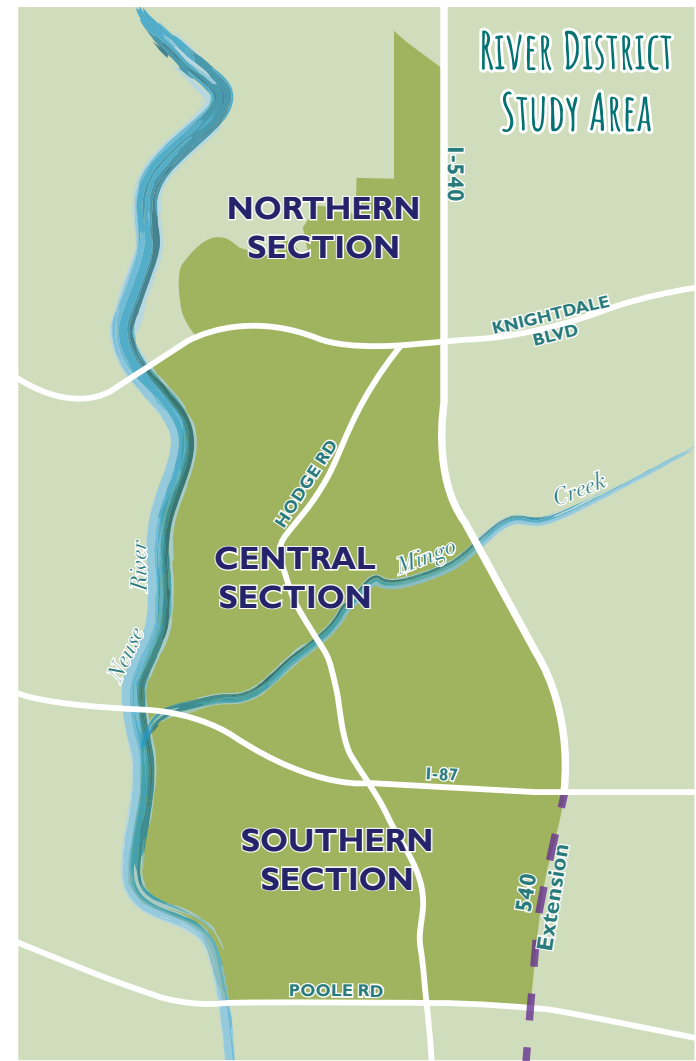 RIVER DISTRICT
STUDY AREA
I-540
NORTHERN
SECTION
KNIGHTDALE
BLVD
HODGE RD
Creek
Mingo
CENTRAL
SECTION
River
Neuse
I-87
SOUTHERN
SECTION
540
Extension
POOLE RD